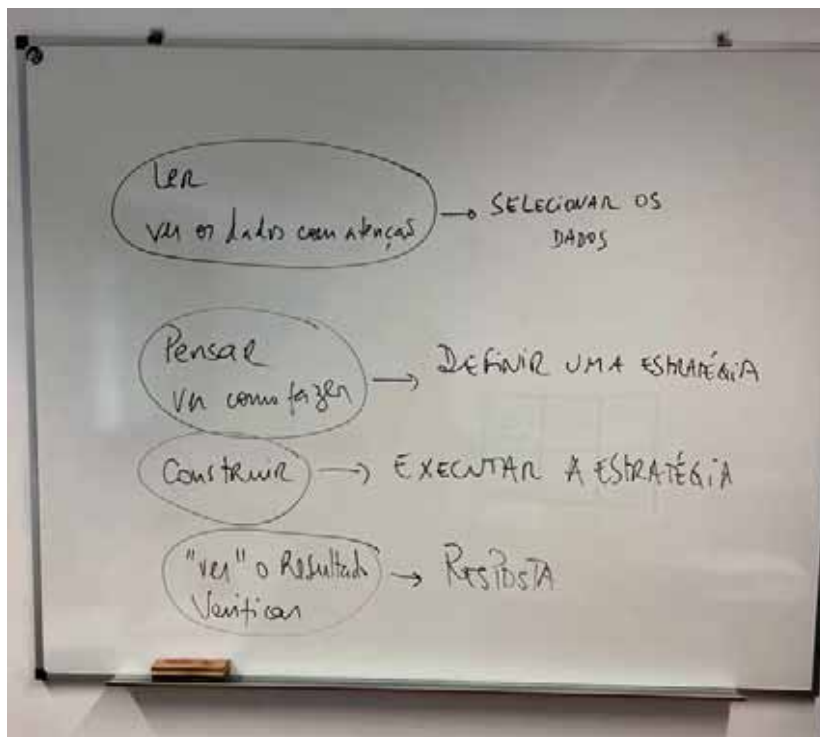 Ler
ver os dados com atenção → SELECIONAR OS
DADOS
Pensar
Ver como fazer → DEFINIR UMA ESTRATÉGIA
Construir → EXECUTAR A ESTRATÉGIA
"ver" o Resultado → RESPOSTA
Verificar